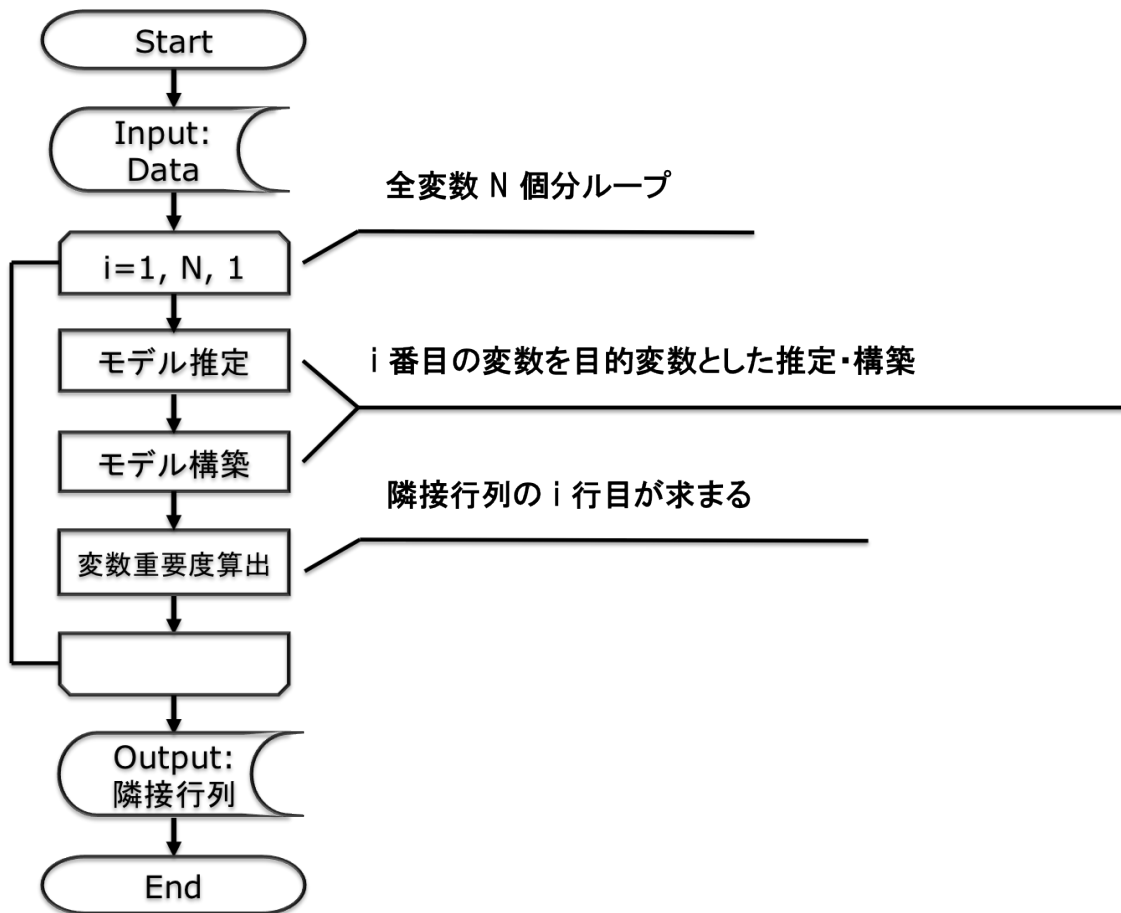 Start
Input:
Data
全変数 N 個分ループ
i=1, N, 1
モデル推定
i 番目の変数を目的変数とした推定・構築
モデル構築
隣接行列の i 行目が求まる
変数重要度算出
Output:
隣接行列
End